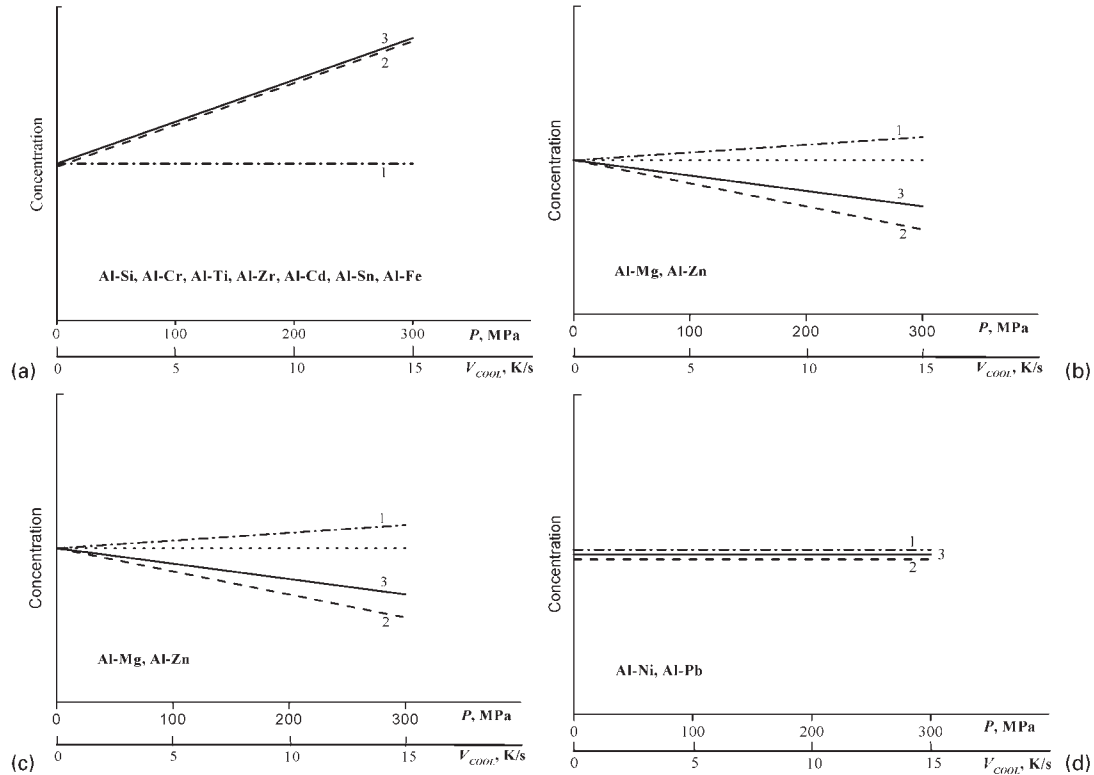 Concentration
3
2
1
Al-Si, Al-Cr, Al-Ti, Al-Zr, Al-Cd, Al-Sn, Al-Fe
0 100 200 300 P, MPa
0 5 10 15 V_COOL, K/s
(a)
Concentration
1
3
2
Al-Mg, Al-Zn
0 100 200 300 P, MPa
0 5 10 15 V_COOL, K/s
(b)
Concentration
1
3
2
Al-Mg, Al-Zn
0 100 200 300 P, MPa
0 5 10 15 V_COOL, K/s
(c)
Concentration
1
3
2
Al-Ni, Al-Pb
0 100 200 300 P, MPa
0 5 10 15 V_COOL, K/s
(d)